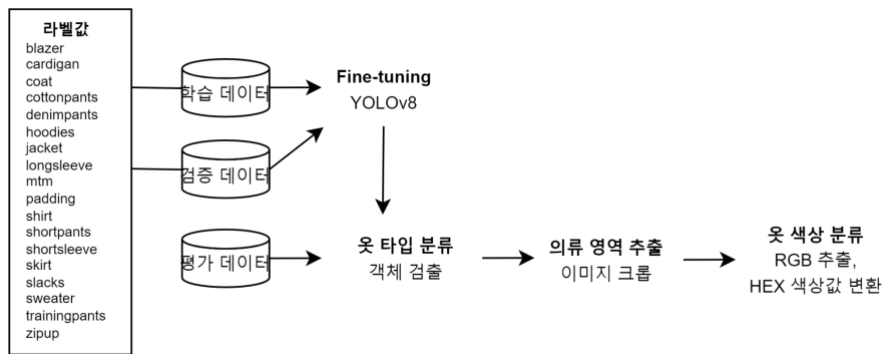 라벨값
blazer
cardigan
coat
cottonpants
denimpants
hoodies
jacket
longsleeve
mtm
padding
shirt
shortpants
shortsleeve
skirt
slacks
sweater
trainingpants
zipup
학습 데이터
검증 데이터
평가 데이터
Fine-tuning
YOLOv8
옷 타입 분류
객체 검출
의류 영역 추출
이미지 크롭
옷 색상 분류
RGB 추출,
HEX 색상값 변환